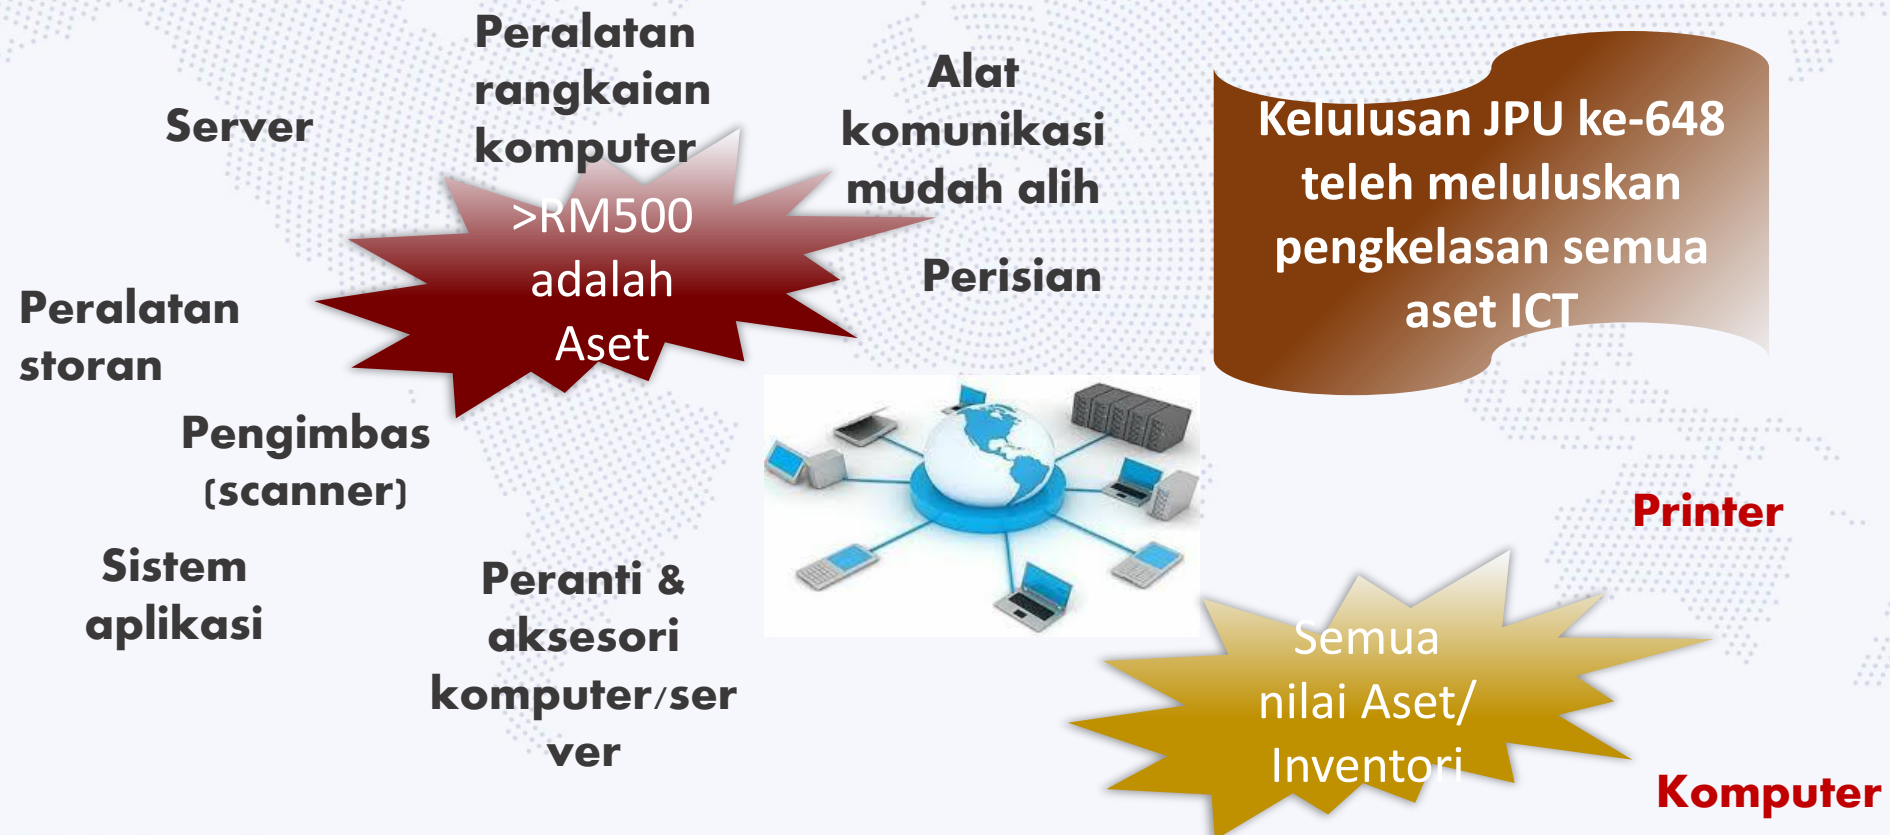 Peralatan
rangkaian
komputer
Server
Alat
komunikasi
mudah alih
Kelulusan JPU ke-648
teleh meluluskan
pengkelasan semua
aset ICT
>RM500
adalah
Aset
Perisian
Peralatan
storan
Pengimbas
(scanner)
Printer
Sistem
aplikasi
Peranti &
aksesori
komputer/ser
ver
Semua
nilai Aset/
Inventori
Komputer